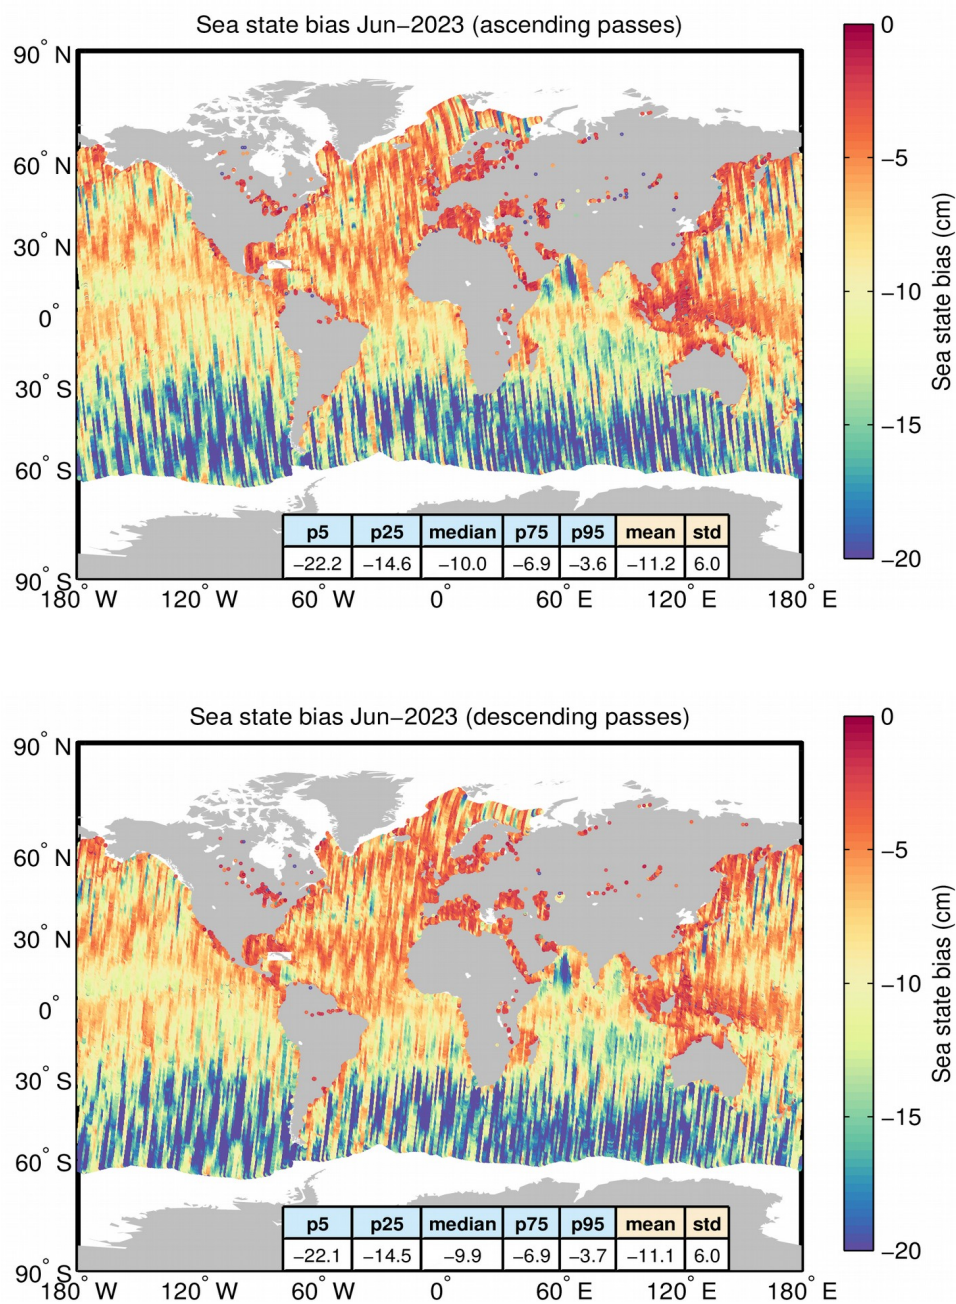 Sea state bias Jun−2023 (ascending passes)
90° N
60° N
30° N
0°
30° S
60° S
90° S
180° W 120° W 60° W 0° 60° E 120° E 180° E
0
−5
−10
−15
−20
Sea state bias (cm)
p5 p25 median p75 p95 mean std
−22.2 −14.6 −10.0 −6.9 −3.6 −11.2 6.0
Sea state bias Jun−2023 (descending passes)
90° N
60° N
30° N
0°
30° S
60° S
90° S
180° W 120° W 60° W 0° 60° E 120° E 180° E
0
−5
−10
−15
−20
Sea state bias (cm)
p5 p25 median p75 p95 mean std
−22.1 −14.5 −9.9 −6.9 −3.7 −11.1 6.0